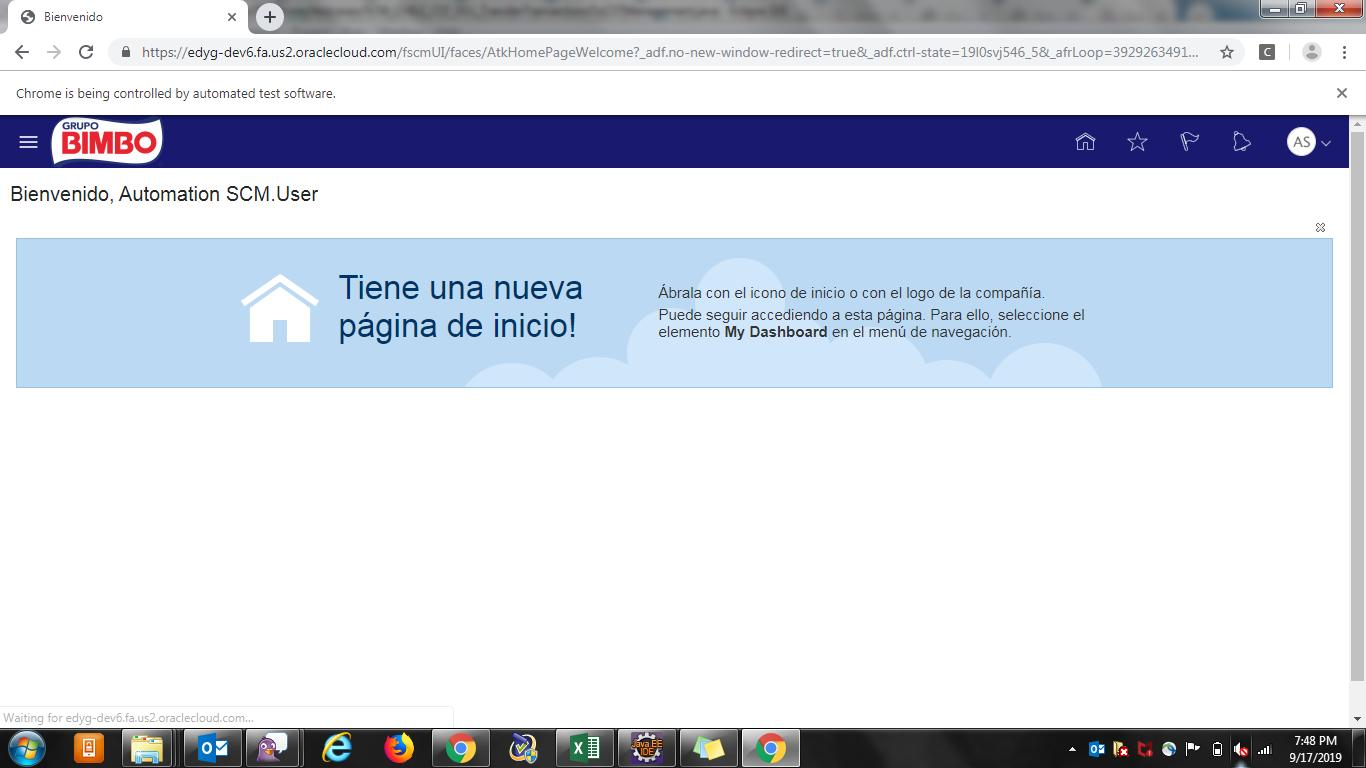 Bienvenido
https://edyg-dev6.fa.us2.oraclecloud.com/fscmUI/faces/AtkHomePageWelcome?_adf.no-new-window-redirect=true&_adf.ctrl-state=19l0svj546_5&_afrLoop=3929263491...
C
Chrome is being controlled by automated test software.
GRUPO
BIMBO
AS
Bienvenido, Automation SCM.User
Tiene una nueva
página de inicio!
Ábrala con el icono de inicio o con el logo de la compañía.
Puede seguir accediendo a esta página. Para ello, seleccione el
elemento My Dashboard en el menú de navegación.
Waiting for edyg-dev6.fa.us2.oraclecloud.com...
Java EE
IDE
7:48 PM
9/17/2019